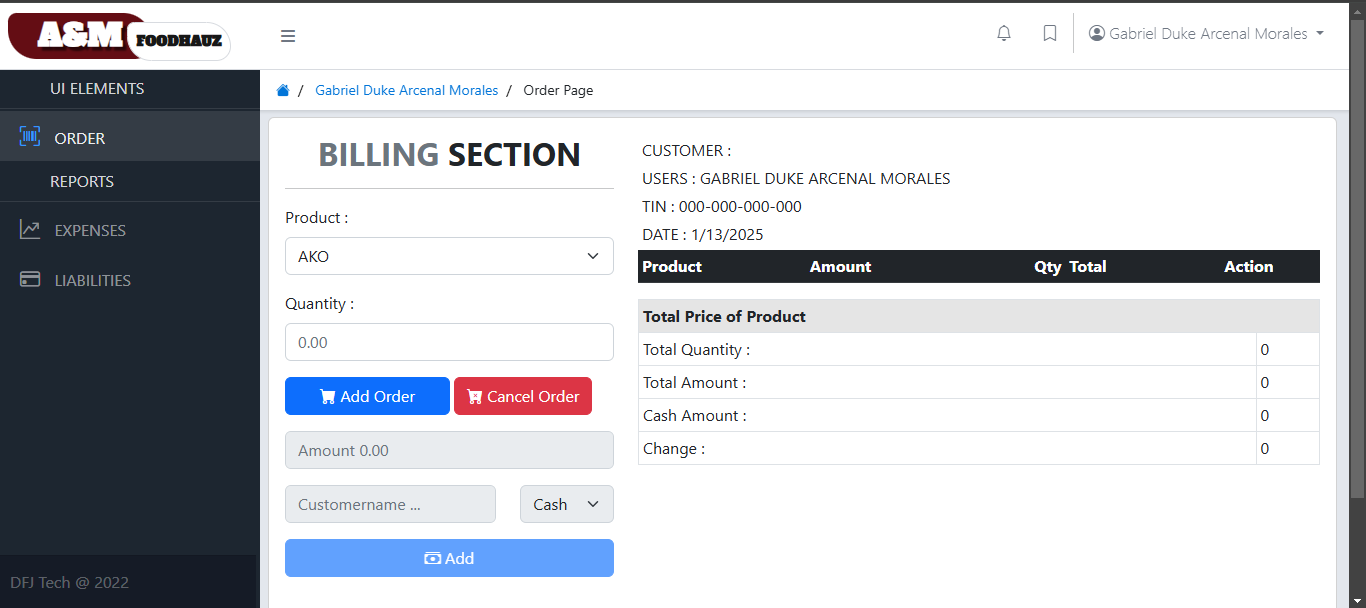 A&M FOODHAUZ
Gabriel Duke Arcenal Morales
UI ELEMENTS
ORDER
REPORTS
EXPENSES
LIABILITIES
DFJ Tech @ 2022
/ Gabriel Duke Arcenal Morales / Order Page
BILLING SECTION
Product :
AKO
Quantity :
0.00
Add Order Cancel Order
Amount 0.00
Customername ... Cash
Add
CUSTOMER :
USERS : GABRIEL DUKE ARCENAL MORALES
TIN : 000-000-000-000
DATE : 1/13/2025
Product Amount Qty Total Action
Total Price of Product
Total Quantity : 0
Total Amount : 0
Cash Amount : 0
Change : 0